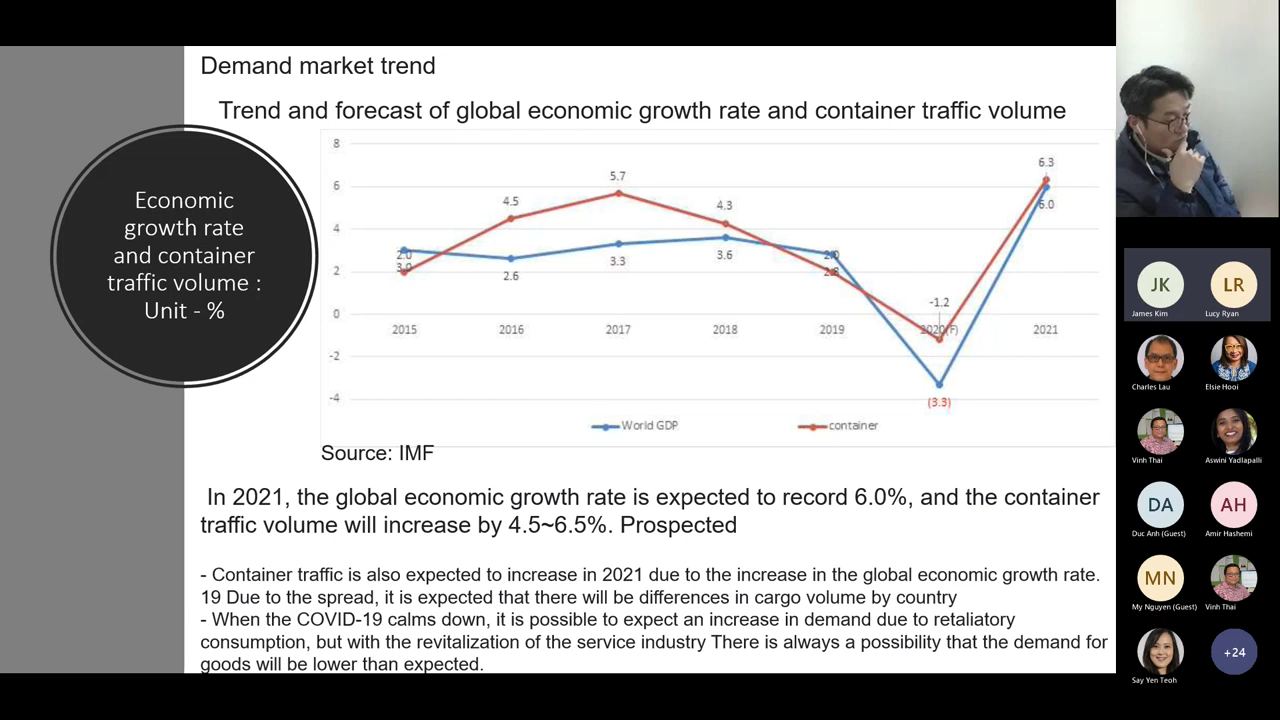 Demand market trend
Trend and forecast of global economic growth rate and container traffic volume
Economic
growth rate
and container
traffic volume :
Unit - %
8
6
4
2
0
-2
-4
2.0
3.0
4.5
2.6
5.7
3.3
4.3
3.6
2.0
2.8
-1.2
(3.3)
6.3
6.0
2015
2016
2017
2018
2019
2020(F)
2021
World GDP
container
Source: IMF
In 2021, the global economic growth rate is expected to record 6.0%, and the container
traffic volume will increase by 4.5~6.5%. Prospected
- Container traffic is also expected to increase in 2021 due to the increase in the global economic growth rate.
19 Due to the spread, it is expected that there will be differences in cargo volume by country
- When the COVID-19 calms down, it is possible to expect an increase in demand due to retaliatory
consumption, but with the revitalization of the service industry There is always a possibility that the demand for
goods will be lower than expected.
JK
LR
James Kim
Lucy Ryan
Charles Lau
Elsie Hooi
Vinh Thai
Aswini Yadlapalli
DA
AH
Duc Anh (Guest)
Amir Hashemi
MN
My Nguyen (Guest)
Vinh Thai
+24
Say Yen Teoh